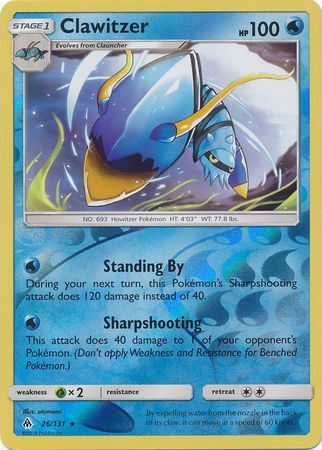 STAGE1
Clawitzer
HP 100
Evolves from Clauncher
NO. 693 Howitzer Pokémon HT: 4'03" WT: 77.8 lbs.
Standing By
During your next turn, this Pokémon's Sharpshooting
attack does 120 damage instead of 40.
Sharpshooting
This attack does 40 damage to 1 of your opponent's
Pokémon. (Don't apply Weakness and Resistance for Benched
Pokémon.)
weakness ×2 resistance retreat
illus. otumami
26/131 ★
©2018 Pokémon
By expelling water from the nozzle in the back
of its claw, it can move at a speed of 60 knots.